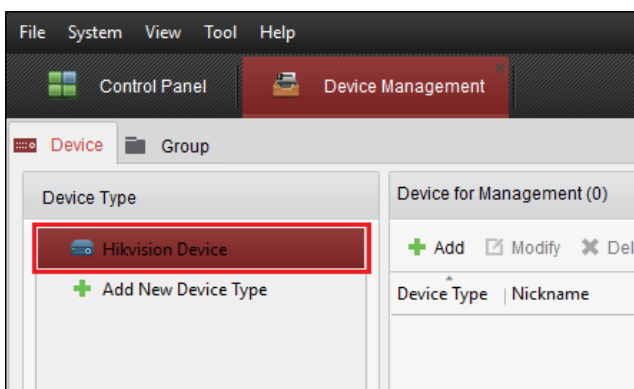 File System View Tool Help
Control Panel Device Management
Device Group
Device Type
Hikvision Device
Add New Device Type
Device for Management (0)
Add Modify Del
Device Type Nickname